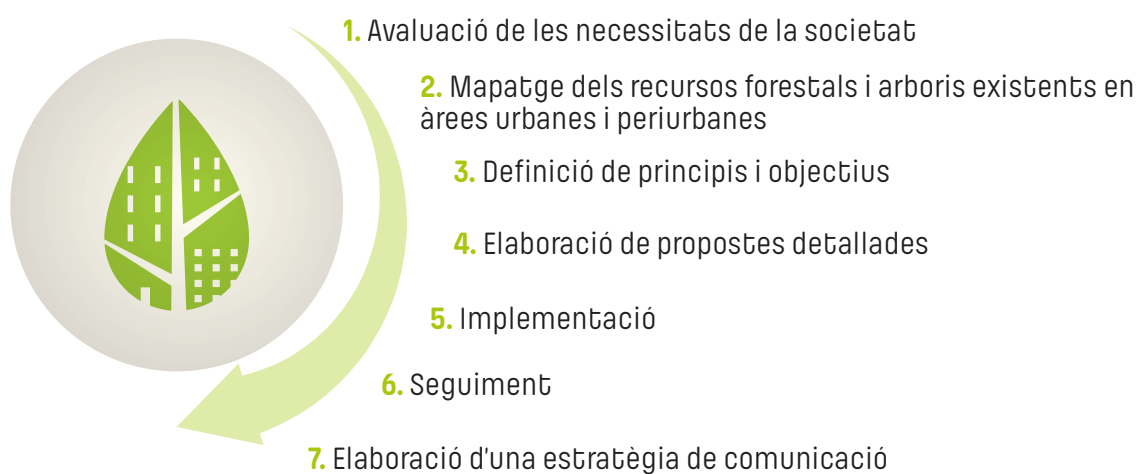 1. Avaluació de les necessitats de la societat
2. Mapatge dels recursos forestals i arboris existents en
àrees urbanes i periurbanes
3. Definició de principis i objectius
4. Elaboració de propostes detallades
5. Implementació
6. Seguiment
7. Elaboració d'una estratègia de comunicació